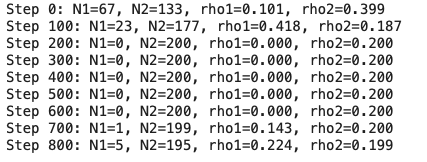 Step 0: N1=67, N2=133, rho1=0.101, rho2=0.399
Step 100: N1=23, N2=177, rho1=0.418, rho2=0.187
Step 200: N1=0, N2=200, rho1=0.000, rho2=0.200
Step 300: N1=0, N2=200, rho1=0.000, rho2=0.200
Step 400: N1=0, N2=200, rho1=0.000, rho2=0.200
Step 500: N1=0, N2=200, rho1=0.000, rho2=0.200
Step 600: N1=0, N2=200, rho1=0.000, rho2=0.200
Step 700: N1=1, N2=199, rho1=0.143, rho2=0.200
Step 800: N1=5, N2=195, rho1=0.224, rho2=0.199